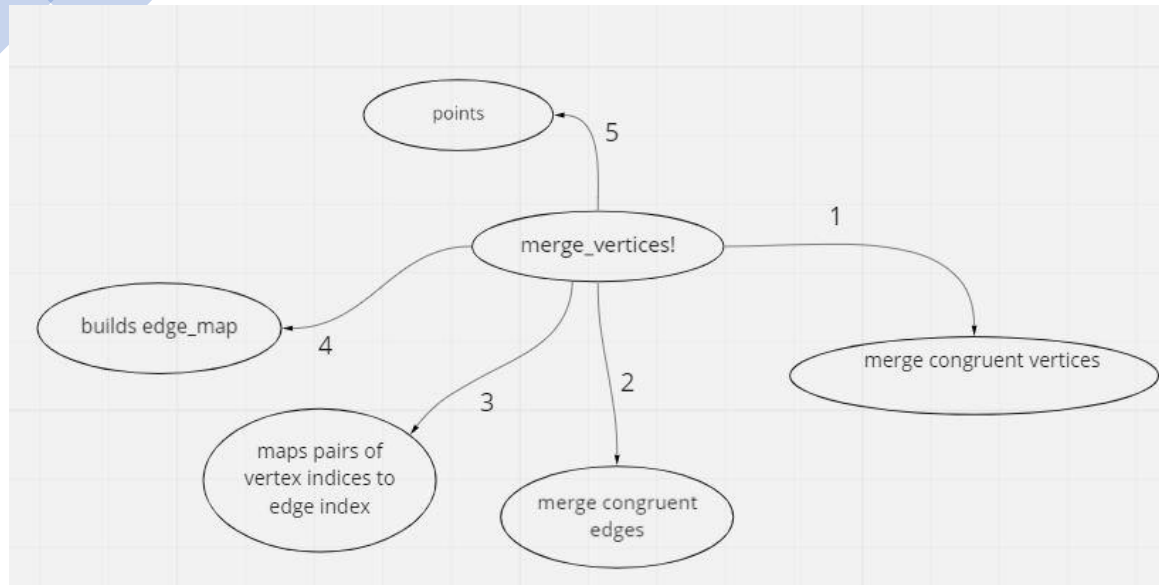 points
5
1
merge_vertices!
builds edge_map
4
merge congruent vertices
2
3
maps pairs of
vertex indices to
edge index
merge congruent
edges